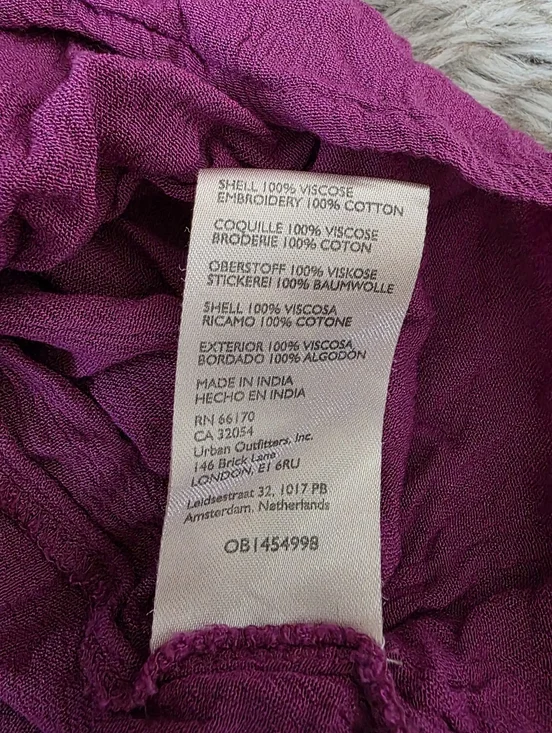 SHELL 100% VISCOSE
EMBROIDERY 100% COTTON
COQUILLE 100% VISCOSE
BRODERIE 100% COTON
OBERSTOFF 100% VISKOSE
STICKEREI 100% BAUMWOLLE
SHELL 100% VISCOSA
RICAMO 100% COTONE
EXTERIOR 100% VISCOSA
BORDADO 100% ALGODÓN
MADE IN INDIA
HECHO EN INDIA
RN 66170
CA 32054
Urban Outfitters, Inc.
146 Brick Lane
LONDON, E1 6RU
Leidsestraat 32, 1017 PB
Amsterdam, Netherlands
OB1454998